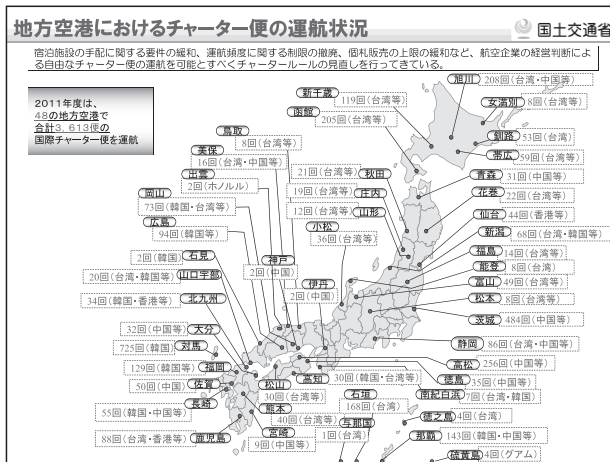 地方空港におけるチャーター便の運航状況
国土交通省
宿泊施設の手配に関する要件の緩和、運航頻度に関する制限の撤廃、個札販売の上限の緩和など、航空企業の経営判断によ
る自由なチャーター便の運航を可能とすべくチャータールールの見直しを行ってきている。
2011年度は、
48の地方空港で
合計3,613便の
国際チャーター便を運航
旭川 208回(台湾・中国等)
新千歳
119回(台湾等)
女満別 8回(台湾等)
函館
205回(台湾等)
釧路 53回(台湾)
帯広 59回(台湾等)
鳥取
8回(台湾等)
美保
16回(台湾・中国等)
出雲
2回(ホノルル)
岡山
73回(韓国・台湾等)
広島
94回(韓国等)
石見
2回(韓国)
山口宇部
20回(台湾・韓国等)
北九州
34回(韓国・香港等)
大分
32回(中国等)
対馬
725回(韓国)
福岡
129回(韓国等)
佐賀
50回(中国)
長崎
55回(韓国・中国等)
鹿児島
88回(台湾・香港等)
秋田
21回(台湾等)
庄内
19回(台湾等)
山形
12回(台湾等)
小松
36回(台湾等)
神戸
2回(中国)
伊丹
2回(中国)
青森 31回(中国等)
花巻 22回(台湾等)
仙台 44回(香港等)
新潟 68回(台湾・韓国等)
福島 14回(台湾等)
能登 8回(台湾)
富山 49回(台湾等)
松本 8回(台湾等)
茨城 484回(中国等)
静岡 86回(台湾・中国等)
高松 256回(中国等)
徳島 35回(中国等)
南紀白浜 7回(台湾・韓国)
高知 30回(韓国・台湾等)
松山
30回(台湾等)
熊本
40回(台湾等)
宮崎
9回(中国等)
石垣
168回(台湾)
与那国
1回(台湾)
徳之島 4回(台湾)
那覇 143回(韓国・中国等)
硫黄島 4回(グアム)